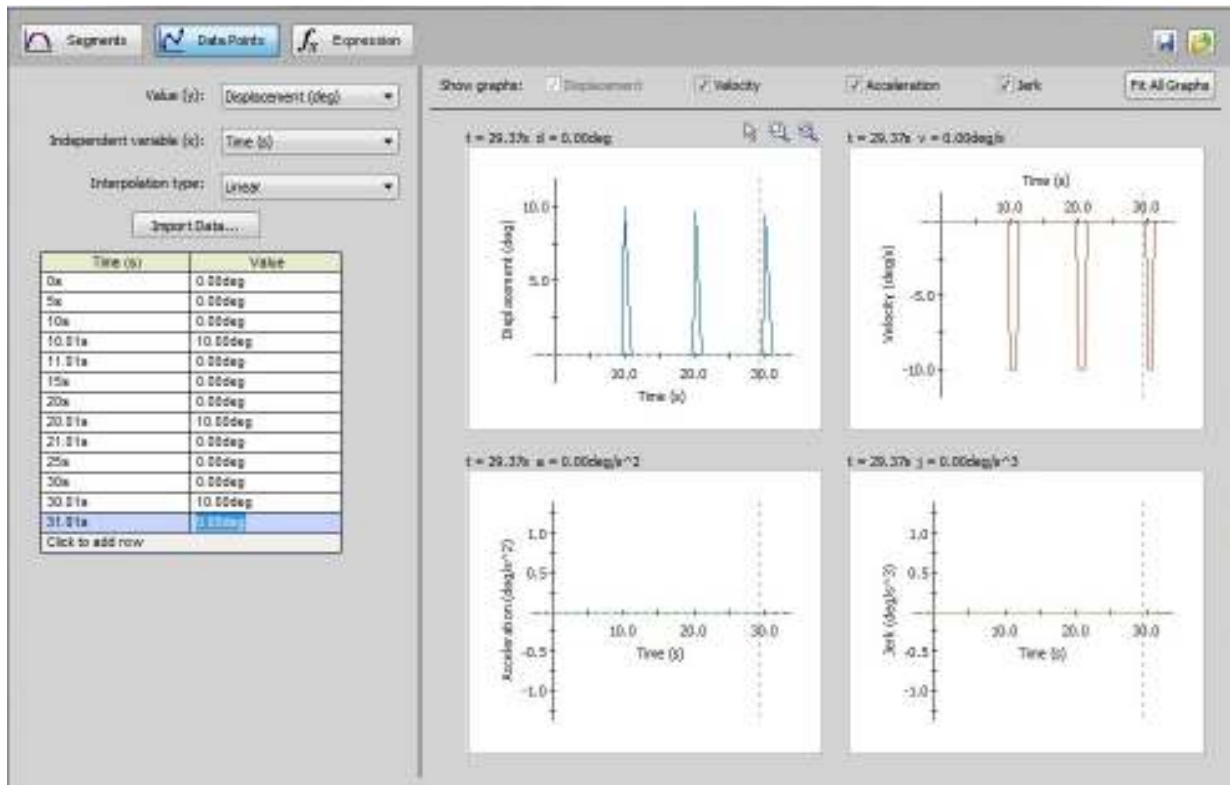 Segments Data Points fx Expression
Value (y): Displacement (deg)
Independent variable (x): Time (s)
Interpolation type: Linear
Import Data...
Time (s) Value
0s 0.00deg
5s 0.00deg
10s 0.00deg
10.01s 10.00deg
11.01s 0.00deg
15s 0.00deg
20s 0.00deg
20.01s 10.00deg
21.01s 0.00deg
25s 0.00deg
30s 0.00deg
30.01s 10.00deg
31.01s 0.00deg
Click to add row
Show graphs: Displacement Velocity Acceleration Jerk Fit All Graphs
t = 29.37s d = 0.00deg
Displacement (deg)
10.0
5.0
10.0 20.0 30.0
Time (s)
t = 29.37s v = 0.00deg/s
Time (s)
10.0 20.0 30.0
Velocity (deg/s)
-5.0
-10.0
t = 29.37s a = 0.00deg/s^2
Acceleration (deg/s^2)
1.0
0.5
10.0 20.0 30.0
-0.5 Time (s)
-1.0
t = 29.37s j = 0.00deg/s^3
Jerk (deg/s^3)
1.0
0.5
10.0 20.0 30.0
-0.5 Time (s)
-1.0